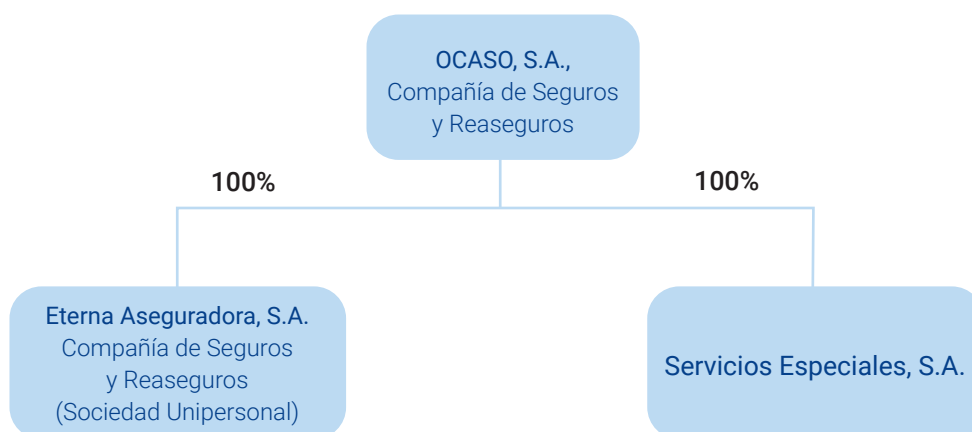 OCASO, S.A.,
Compañía de Seguros
y Reaseguros
100%
100%
Eterna Aseguradora, S.A.
Compañía de Seguros
y Reaseguros
(Sociedad Unipersonal)
Servicios Especiales, S.A.